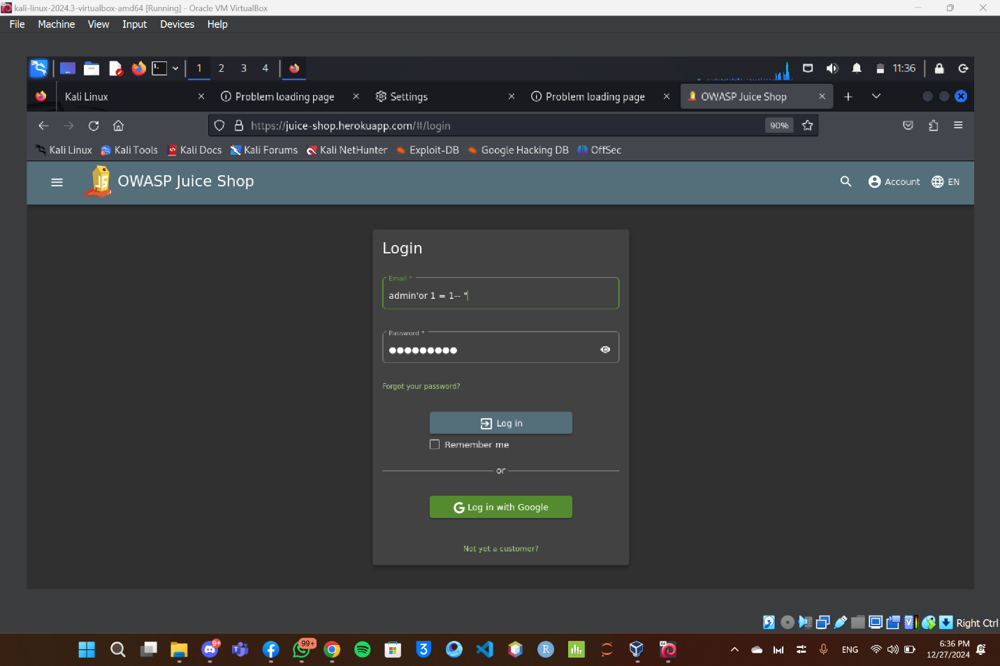 kali-linux-2024.3-virtualbox-amd64 [Running] - Oracle VM VirtualBox
File Machine View Input Devices Help
1 2 3 4 11:36
Kali Linux Problem loading page Settings Problem loading page OWASP Juice Shop
https://juice-shop.herokuapp.com/#/login 90%
Kali Linux Kali Tools Kali Docs Kali Forums Kali NetHunter Exploit-DB Google Hacking DB OffSec
OWASP Juice Shop Account EN
Login
Email *
admin'or 1 = 1-- "
Password *
Forgot your password?
Log in
Remember me
or
Log in with Google
Not yet a customer?
Right Ctrl
9+ 99+ ENG 6:36 PM
12/27/2024